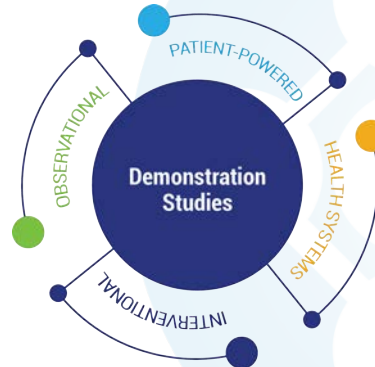 PATIENT-POWERED
OBSERVATIONAL
Demonstration
Studies
HEALTH SYSTEMS
INTERVENTIONAL